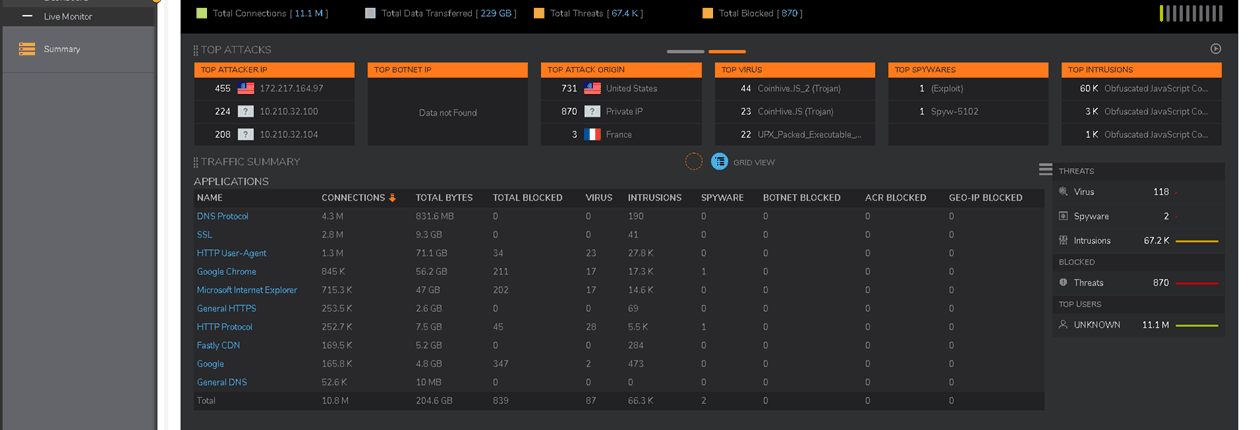 Live Monitor
Summary
Total Connections [ 11.1 M ] Total Data Transferred [ 229 GB ] Total Threats [ 67.4 K ] Total Blocked [ 870 ]
TOP ATTACKS
TOP ATTACKER IP TOP BOTNET IP TOP ATTACK ORIGIN TOP VIRUS TOP SPYWARES TOP INTRUSIONS
455 172.217.164.97 731 United States 44 Coinhive.JS_2 (Trojan) 1 (Exploit) 60 K Obfuscated JavaScript Co...
224 ? 10.210.32.100 Data not Found 870 ? Private IP 23 CoinHive.JS (Trojan) 1 Spyw-5102 3 K Obfuscated JavaScript Co...
208 ? 10.210.32.104 3 France 22 UPX_Packed_Executable_... 1 K Obfuscated JavaScript Co...
TRAFFIC SUMMARY GRID VIEW
APPLICATIONS
NAME CONNECTIONS TOTAL BYTES TOTAL BLOCKED VIRUS INTRUSIONS SPYWARE BOTNET BLOCKED ACR BLOCKED GEO-IP BLOCKED
DNS Protocol 4.3 M 831.6 MB 0 0 190 0 0 0 0
SSL 2.8 M 9.3 GB 0 0 41 0 0 0 0
HTTP User-Agent 1.3 M 71.1 GB 34 23 27.8 K 0 0 0 0
Google Chrome 845 K 56.2 GB 211 17 17.3 K 1 0 0 0
Microsoft Internet Explorer 715.3 K 47 GB 202 17 14.6 K 0 0 0 0
General HTTPS 253.5 K 2.6 GB 0 0 69 0 0 0 0
HTTP Protocol 252.7 K 7.5 GB 45 28 5.5 K 1 0 0 0
Fastly CDN 169.5 K 5.2 GB 0 0 284 0 0 0 0
Google 165.8 K 4.8 GB 347 2 473 0 0 0 0
General DNS 52.6 K 10 MB 0 0 0 0 0 0 0
Total 10.8 M 204.6 GB 839 87 66.3 K 2 0 0 0
THREATS
Virus 118
Spyware 2
Intrusions 67.2 K
BLOCKED
Threats 870
TOP USERS
UNKNOWN 11.1 M